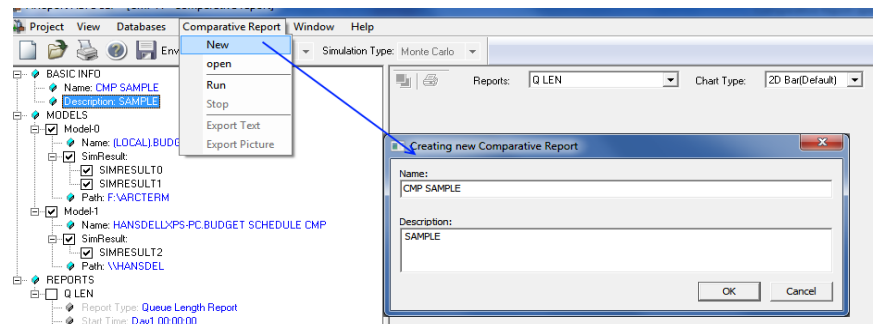 Project View Databases Comparative Report Window Help
New
open
Run
Stop
Export Text
Export Picture
Simulation Type: Monte Carlo
BASIC INFO
Name: CMP SAMPLE
Description: SAMPLE
MODELS
Model-0
Name: (LOCAL).BUDG
SimResult:
SIMRESULT0
SIMRESULT1
Path: F:\ARCTERM
Model-1
Name: HANSDELLXPS-PC.BUDGET SCHEDULE CMP
SimResult:
SIMRESULT2
Path: \\HANSDEL
REPORTS
Q LEN
Report Type: Queue Length Report
Start Time: Day1 00:00:00
Reports: Q LEN Chart Type: 2D Bar(Default)
Creating new Comparative Report
Name:
CMP SAMPLE
Description:
SAMPLE
OK Cancel